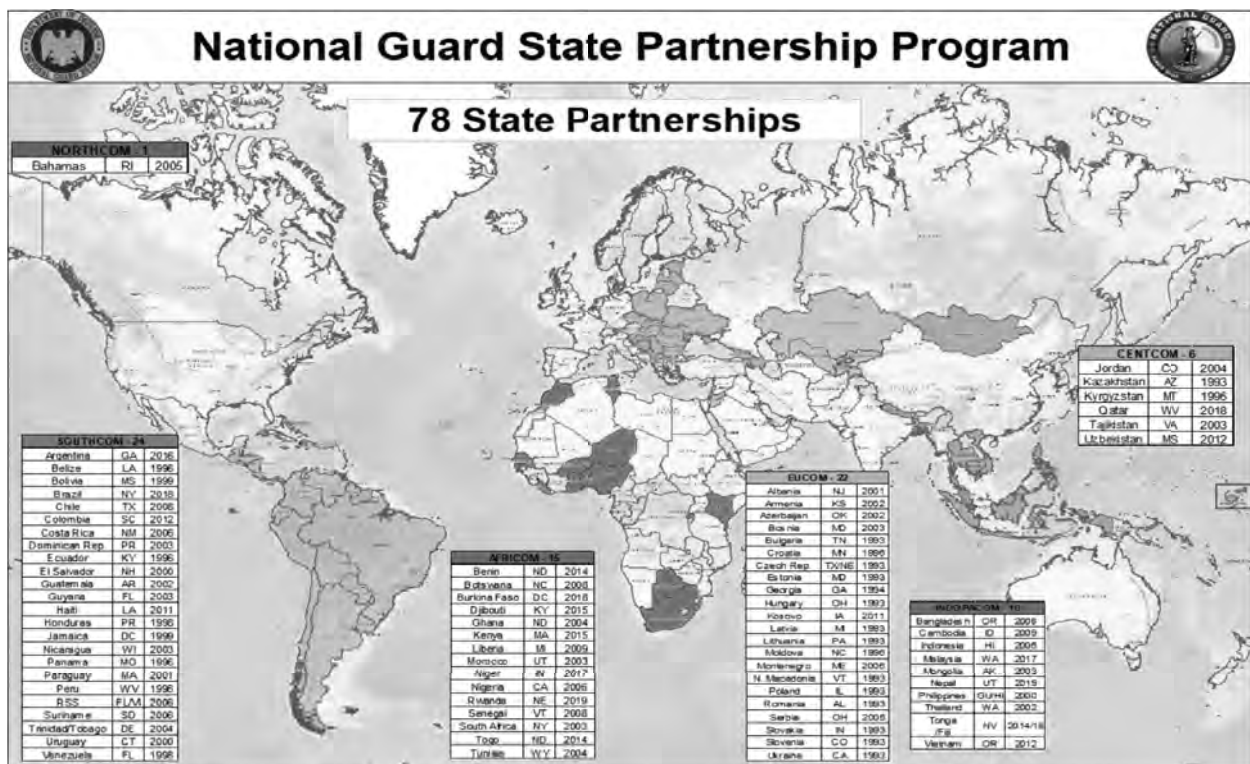 National Guard State Partnership Program
78 State Partnerships
NORTHCOM - 1
Bahamas RI 2005
CENTCOM - 6
Jordan CO 2004
Kazakhstan AZ 1993
Kyrgyzstan MT 1996
Qatar WV 2018
Tajikistan VA 2003
Uzbekistan MS 2012
SOUTHCOM - 24
Argentina GA 2016
Belize LA 1996
Bolivia MS 1999
Brazil NY 2018
Chile TX 2008
Colombia SC 2012
Costa Rica NM 2006
Dominican Rep. PR 2003
Ecuador KY 1996
El Salvador NH 2000
Guatemala AR 2002
Guyana FL 2003
Haiti LA 2011
Honduras PR 1998
Jamaica DC 1999
Nicaragua WI 2003
Panama MO 1996
Paraguay MA 2001
Peru WV 1996
RSS FL/VI 2006
Suriname SD 2006
Trinidad/Tobago DE 2004
Uruguay CT 2000
Venezuela FL 1998
AFRICOM - 15
Benin ND 2014
Botswana NC 2008
Burkina Faso DC 2018
Djibouti KY 2015
Ghana ND 2004
Kenya MA 2015
Liberia MI 2009
Morocco UT 2003
Niger IN 2017
Nigeria CA 2006
Rwanda NE 2019
Senegal VT 2008
South Africa NY 2003
Togo ND 2014
Tunisia WY 2004
EUCOM - 22
Albania NJ 2001
Armenia KS 2002
Azerbaijan OK 2002
Bosnia MD 2003
Bulgaria TN 1993
Croatia MN 1996
Czech Rep. TX/NE 1993
Estonia MD 1993
Georgia GA 1994
Hungary OH 1993
Kosovo IA 2011
Latvia MI 1993
Lithuania PA 1993
Moldova NC 1996
Montenegro ME 2006
N. Macedonia VT 1993
Poland IL 1993
Romania AL 1993
Serbia OH 2005
Slovakia IN 1993
Slovenia CO 1993
Ukraine CA 1993
INDOPACOM - 10
Bangladesh OR 2008
Cambodia ID 2009
Indonesia HI 2006
Malaysia WA 2017
Mongolia AK 2003
Nepal UT 2019
Philippines GU/HI 2000
Thailand WA 2002
Tonga
/Fiji NV 2014/18
Vietnam OR 2012